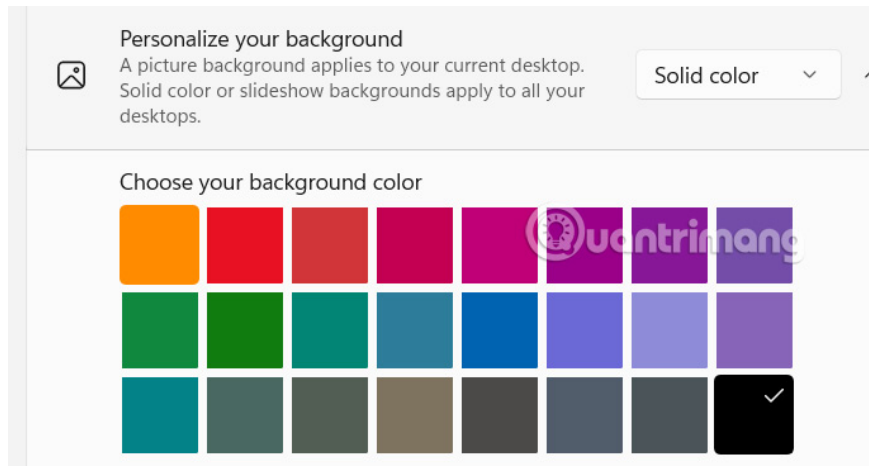 Personalize your background
A picture background applies to your current desktop.
Solid color or slideshow backgrounds apply to all your
desktops.
Solid color
Choose your background color
Quantrimang